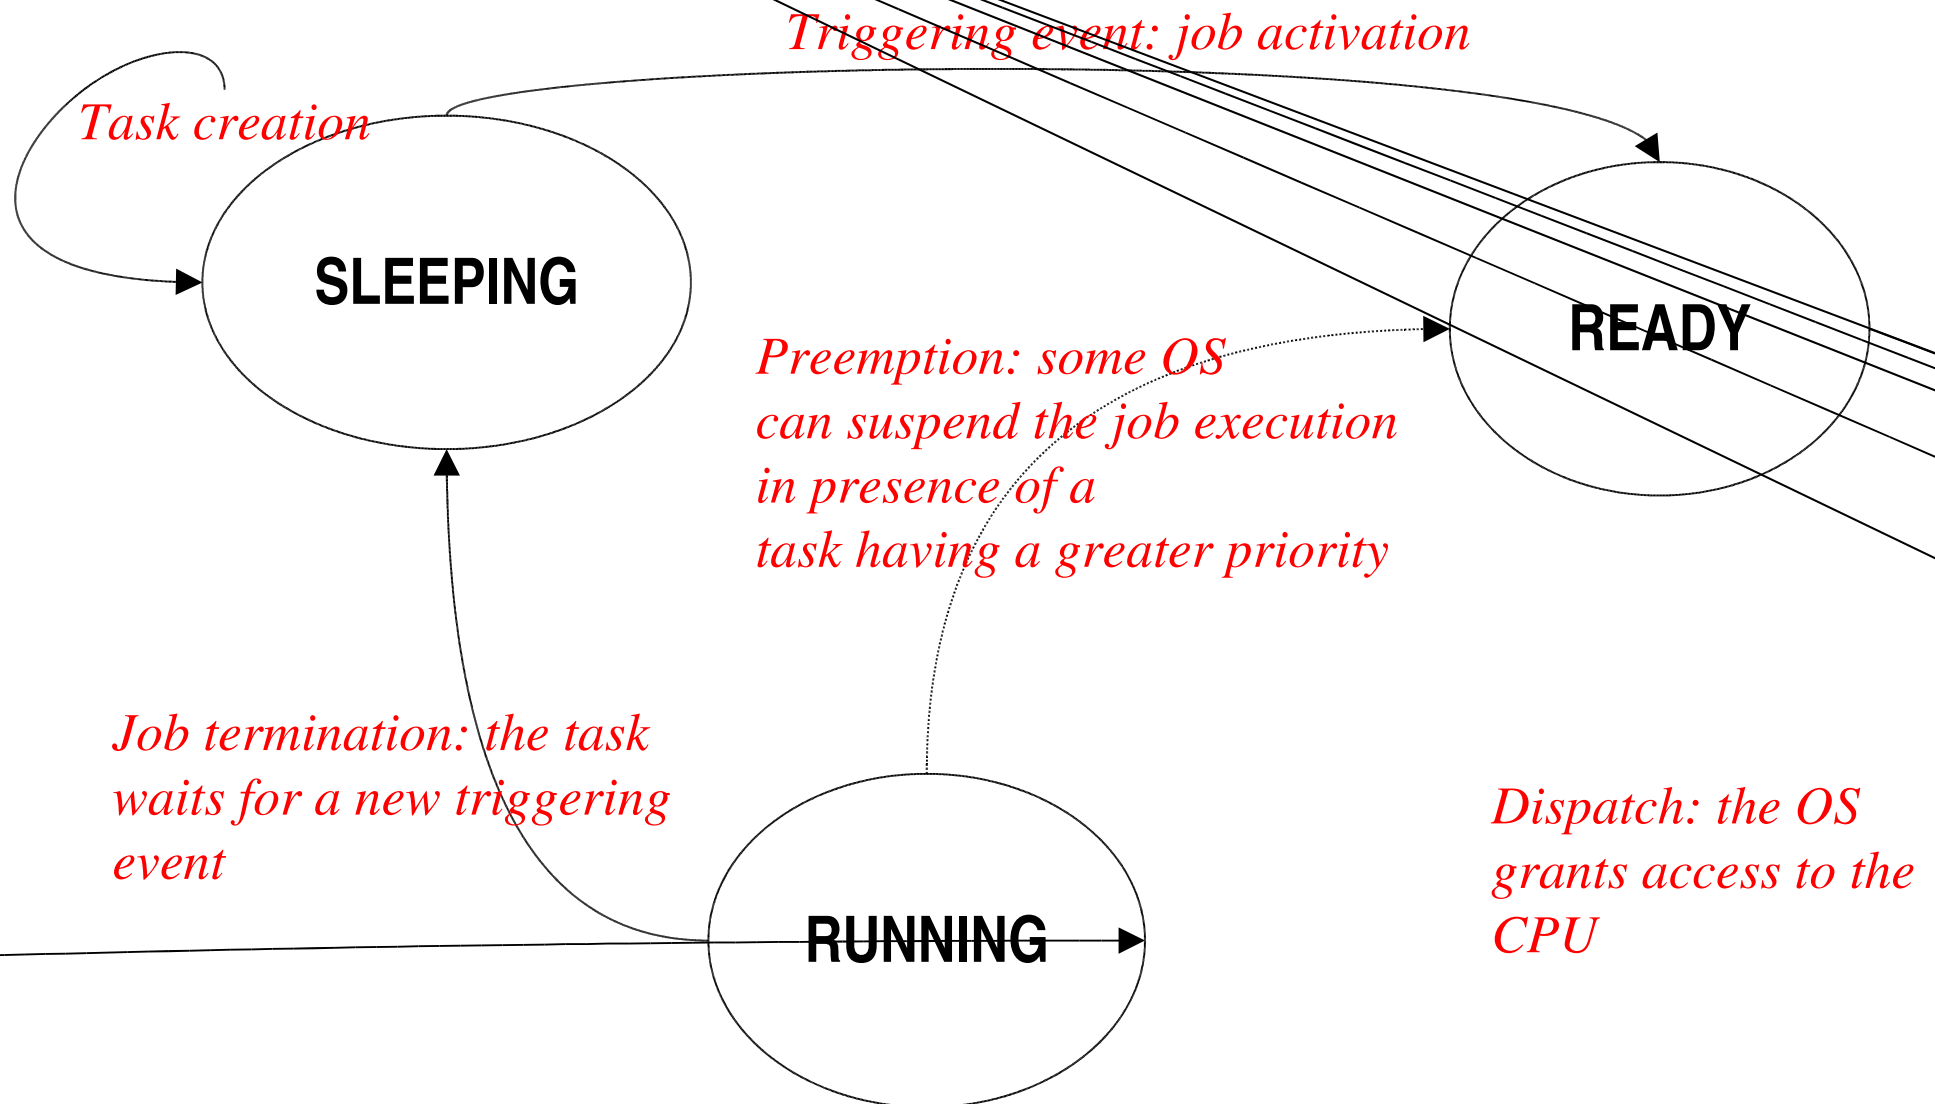 Triggering event: job activation
Task creation
SLEEPING
READY
Preemption: some OS
can suspend the job execution
in presence of a
task having a greater priority
Job termination: the task
waits for a new triggering
event
Dispatch: the OS
grants access to the
CPU
RUNNING